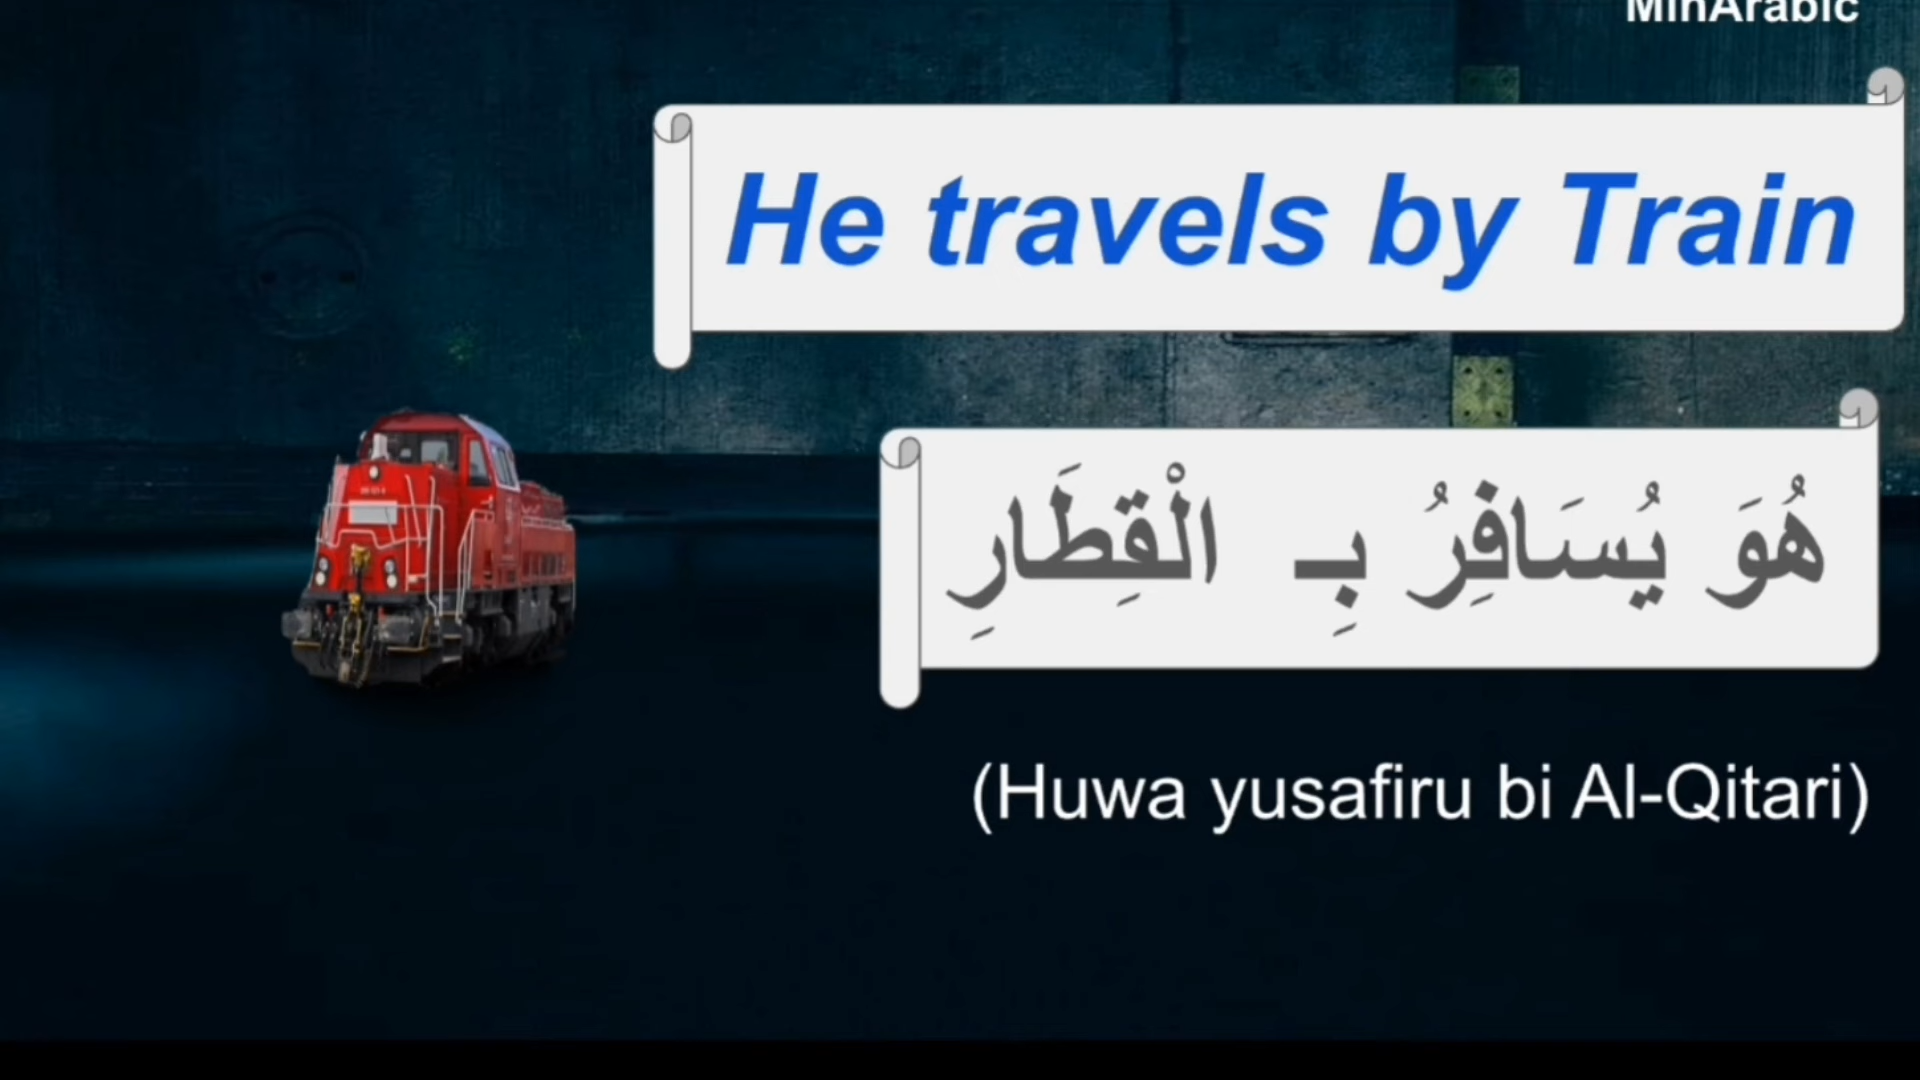 MinArabic
He travels by Train
هُوَ يُسَافِرُ بِـ الْقِطَارِ
(Huwa yusafiru bi Al-Qitari)